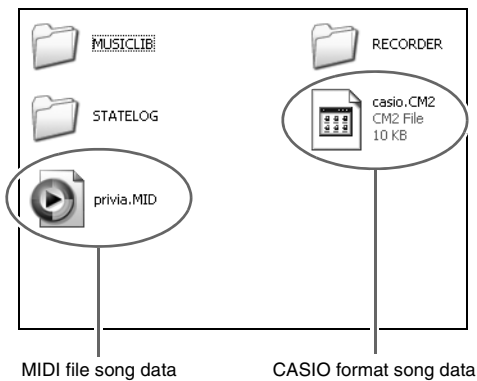 MUSICLIB
RECORDER
STATELOG
casio.CM2
CM2 File
10 KB
privia.MID
MIDI file song data
CASIO format song data